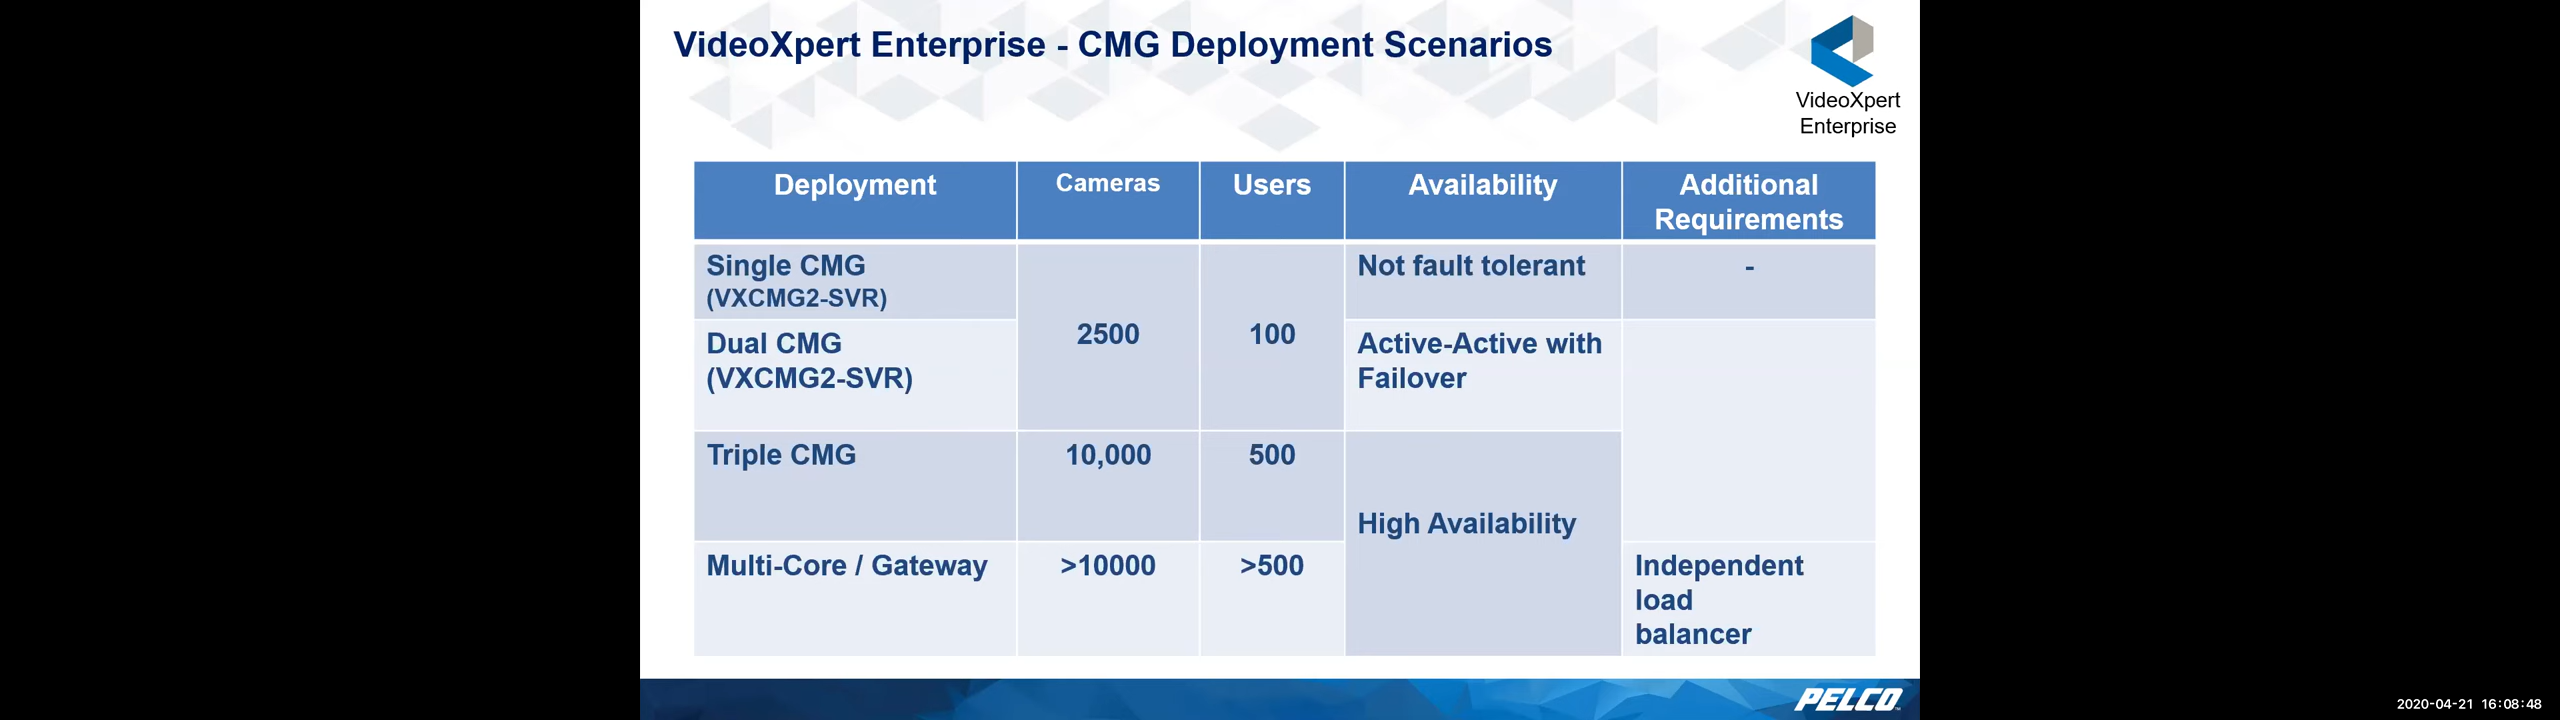 VideoXpert Enterprise - CMG Deployment Scenarios
VideoXpert
Enterprise
Deployment
Cameras
Users
Availability
Additional
Requirements
Single CMG
(VXCMG2-SVR)
2500
100
Not fault tolerant
-
Dual CMG
(VXCMG2-SVR)
Active-Active with
Failover
Triple CMG
10,000
500
High Availability
Multi-Core / Gateway
>10000
>500
Independent
load
balancer
PELCO
2020-04-21 16:08:48